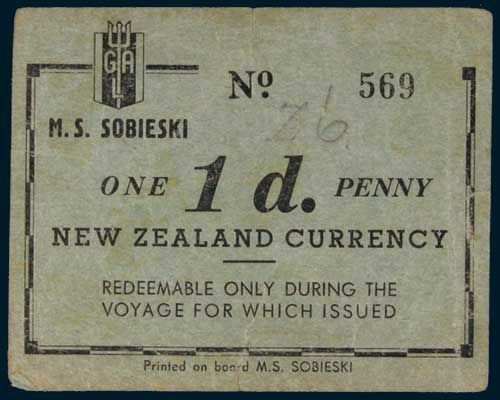 GAL
Nº 569
M.S. SOBIESKI
ONE 1d. PENNY
NEW ZEALAND CURRENCY
REDEEMABLE ONLY DURING THE
VOYAGE FOR WHICH ISSUED
Printed on board M.S. SOBIESKI